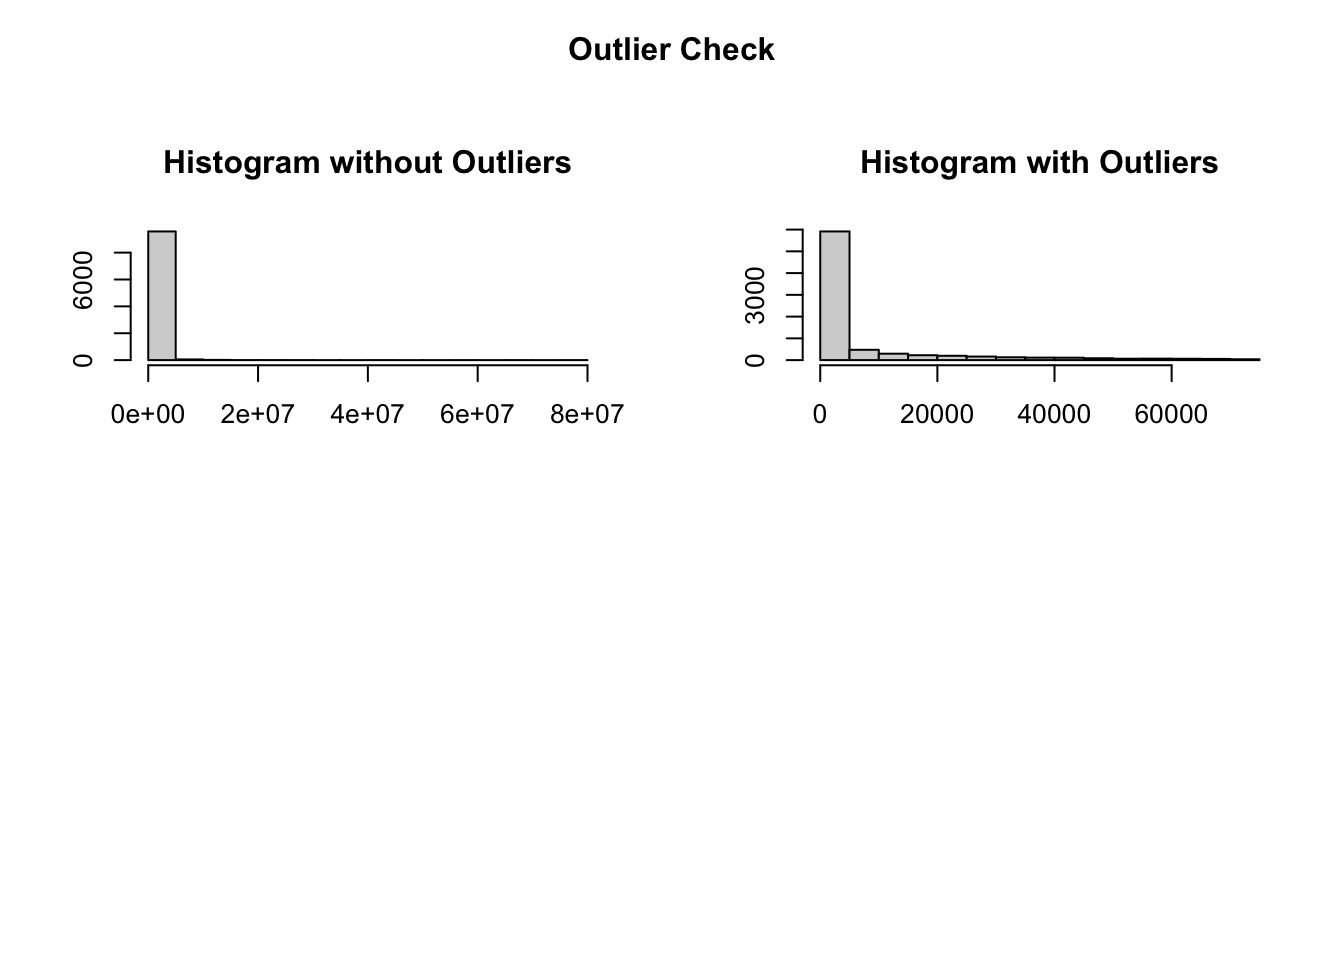 Outlier Check
Histogram without Outliers
6000
0
0e+00 2e+07 4e+07 6e+07 8e+07
Histogram with Outliers
3000
0
0 20000 40000 60000